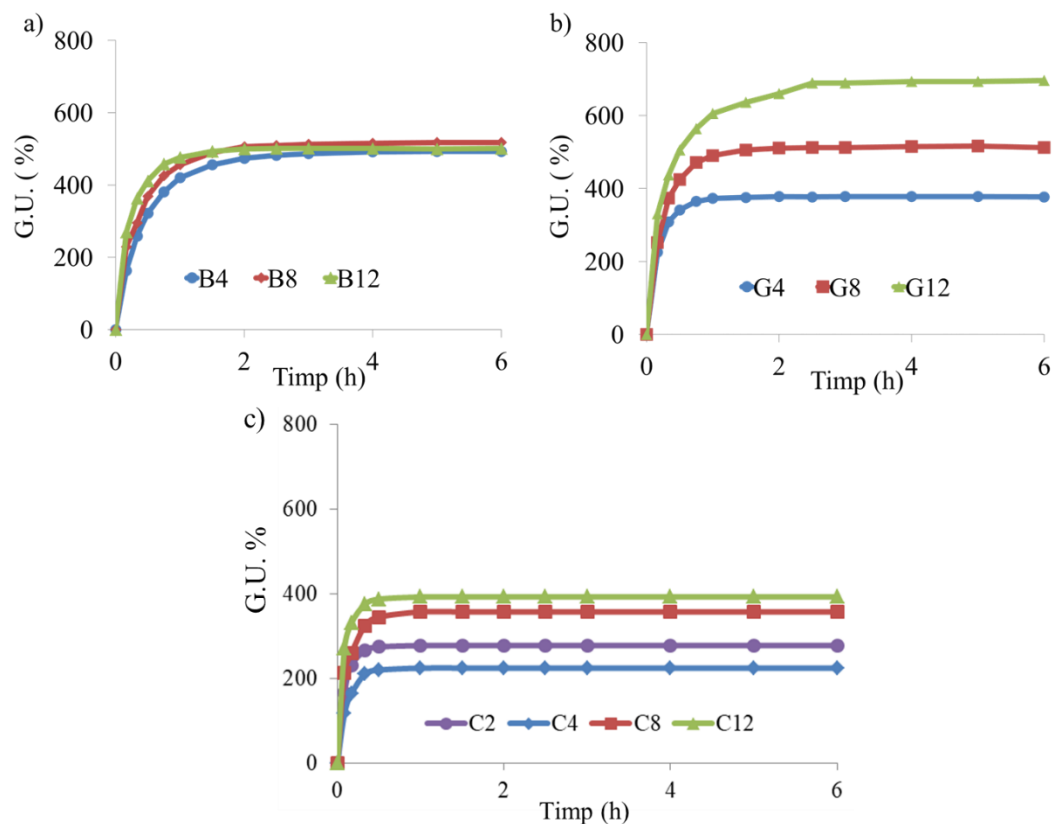 a)
800
600
400
200
0
G.U. ( %)
B4 B8 B12
0 2 4 6
Timp (h)
b)
800
600
400
200
0
G.U. (%)
G4 G8 G12
0 2 4 6
Timp (h)
c)
800
600
400
200
0
G.U. %
C2 C4 C8 C12
0 2 4 6
Timp (h)